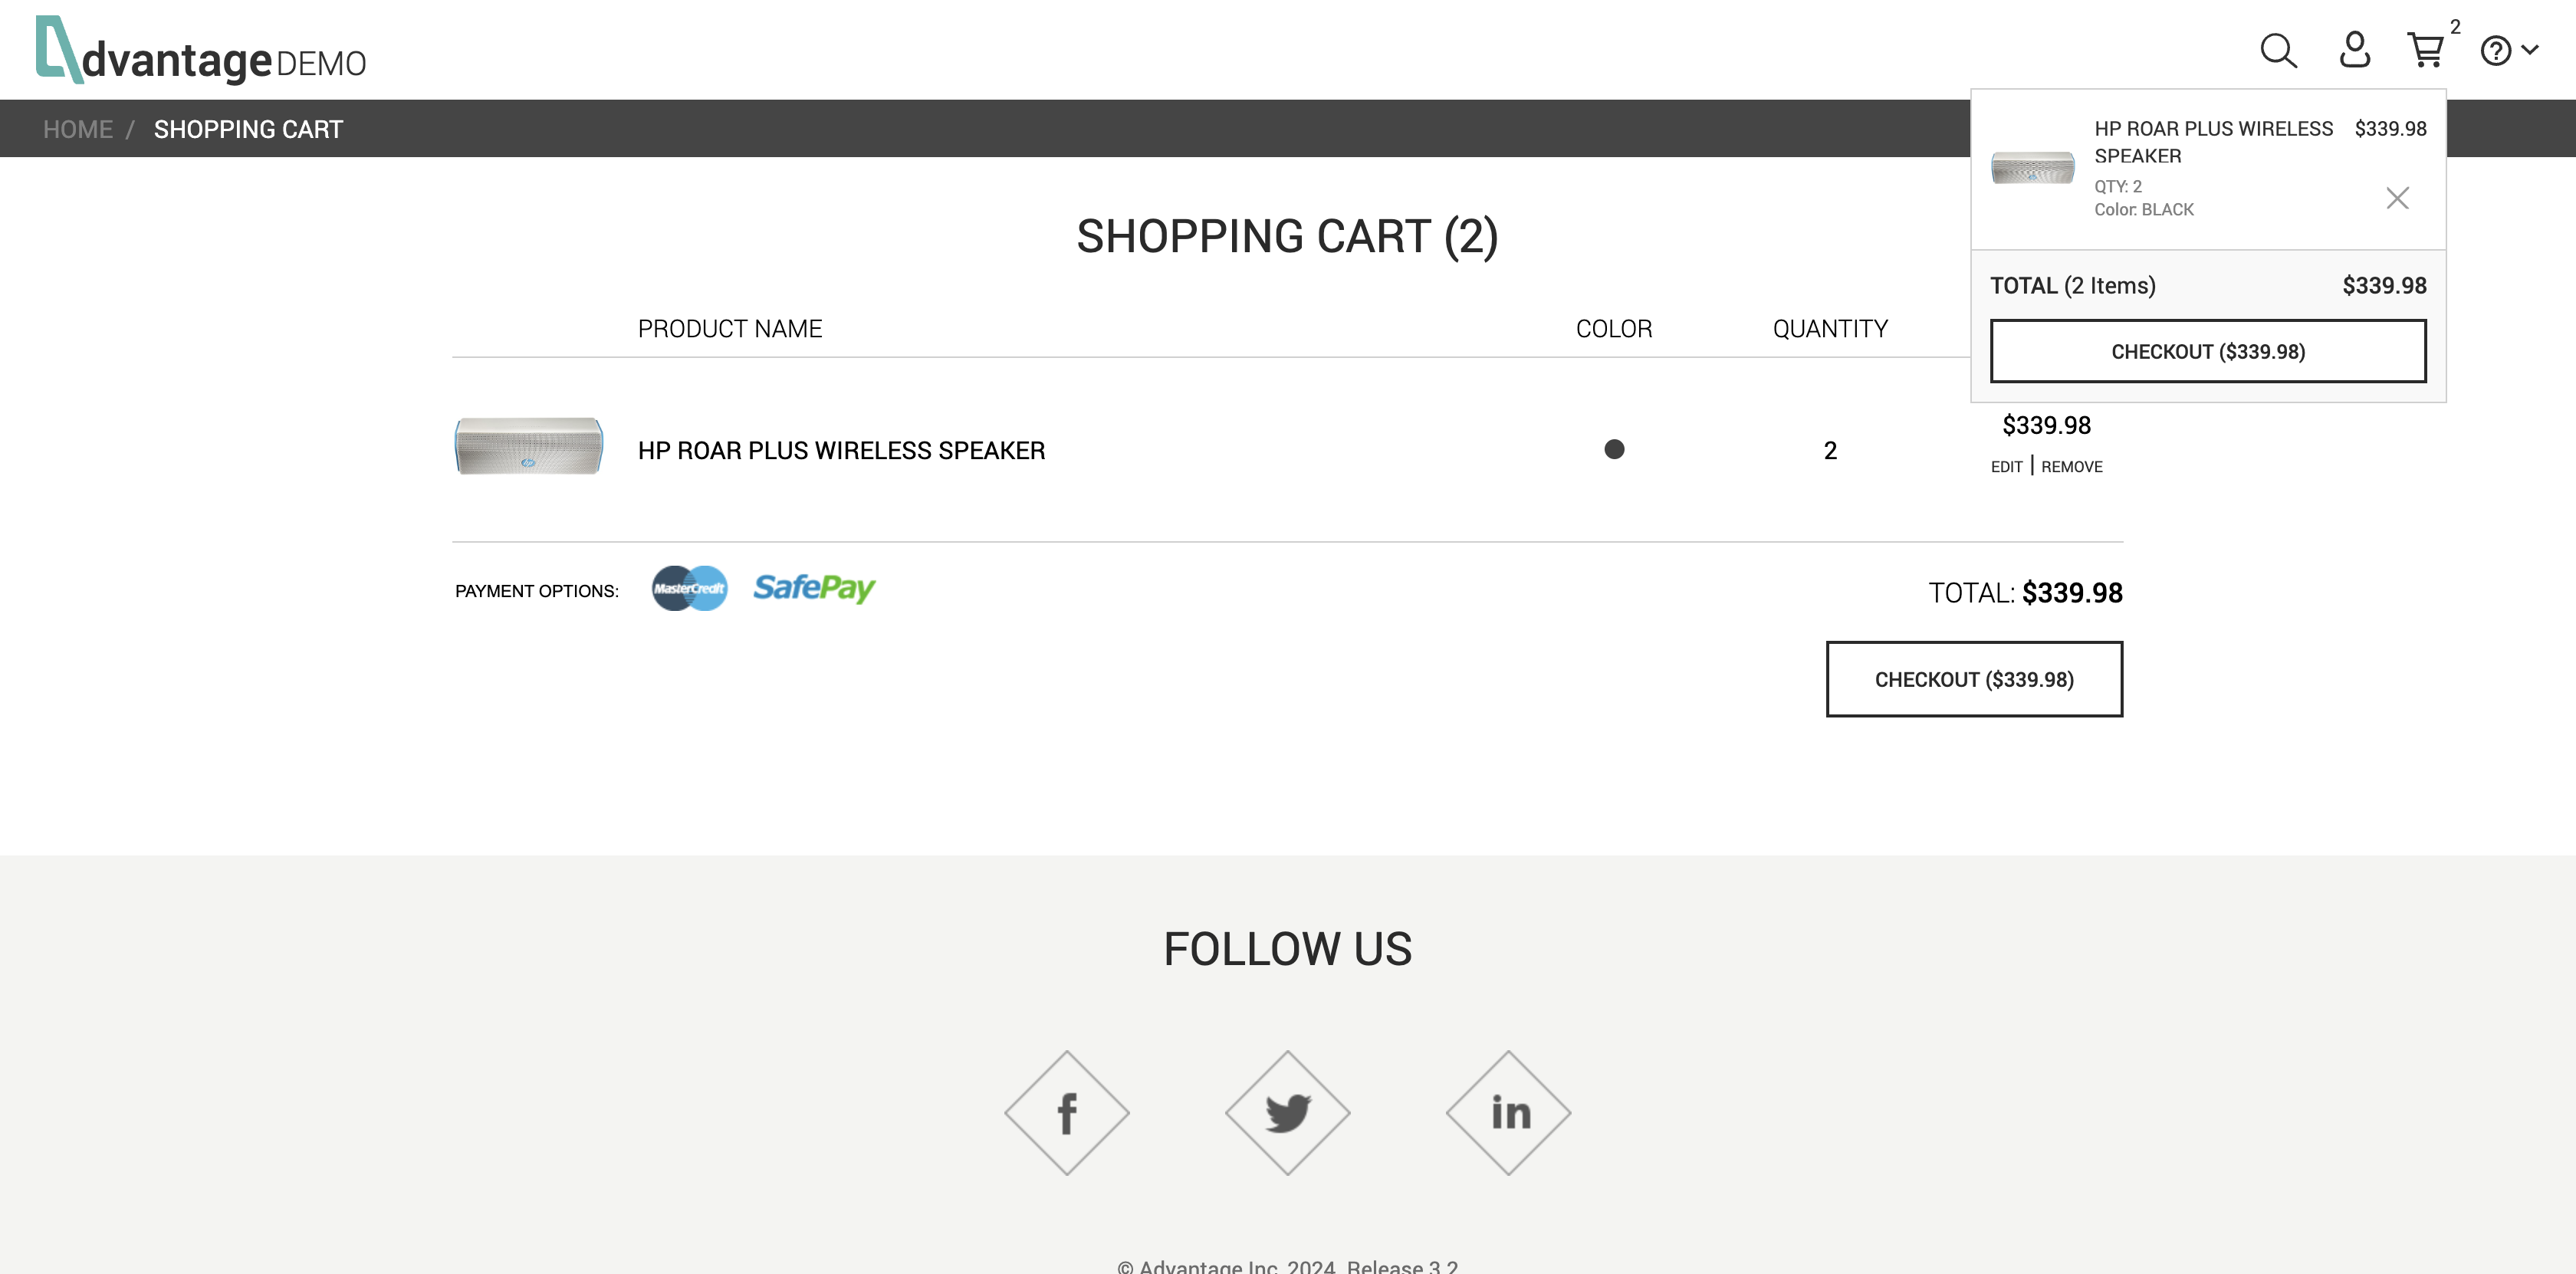 dvantage DEMO
2
HOME / SHOPPING CART
HP ROAR PLUS WIRELESS SPEAKER $339.98
QTY: 2
Color: BLACK
TOTAL (2 Items) $339.98
CHECKOUT ($339.98)
SHOPPING CART (2)
PRODUCT NAME COLOR QUANTITY
HP ROAR PLUS WIRELESS SPEAKER 2 $339.98
EDIT | REMOVE
PAYMENT OPTIONS: MasterCredit SafePay
TOTAL: $339.98
CHECKOUT ($339.98)
FOLLOW US
f in
© Advantage Inc, 2024. Release 3.2